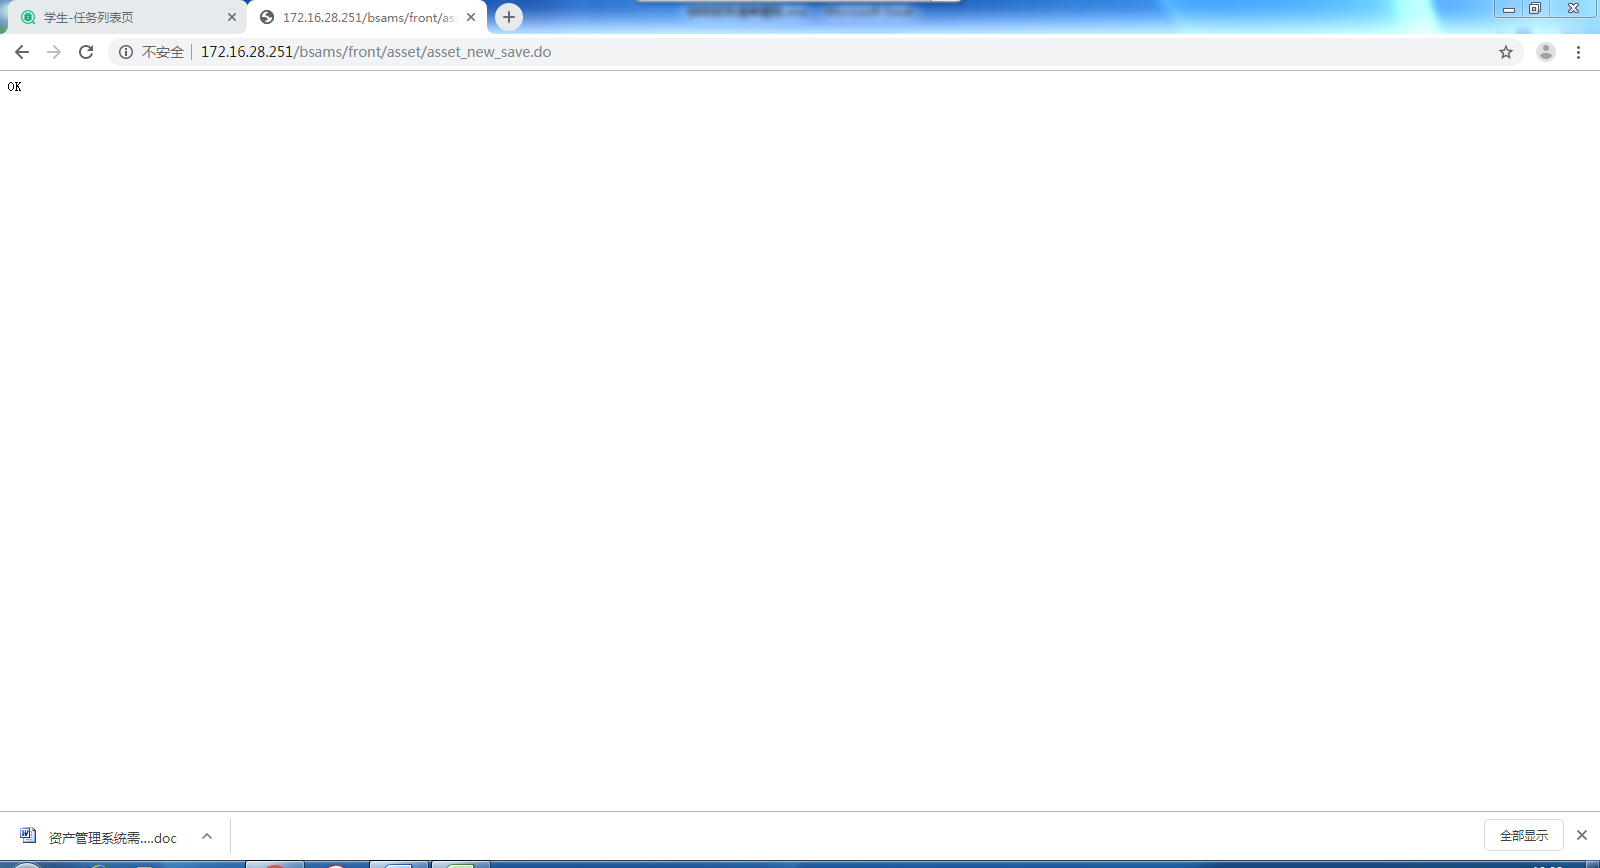 学生-任务列表页
172.16.28.251/bsams/front/as
不安全
172.16.28.251/bsams/front/asset/asset_new_save.do
OK
资产管理系统需....doc
全部显示